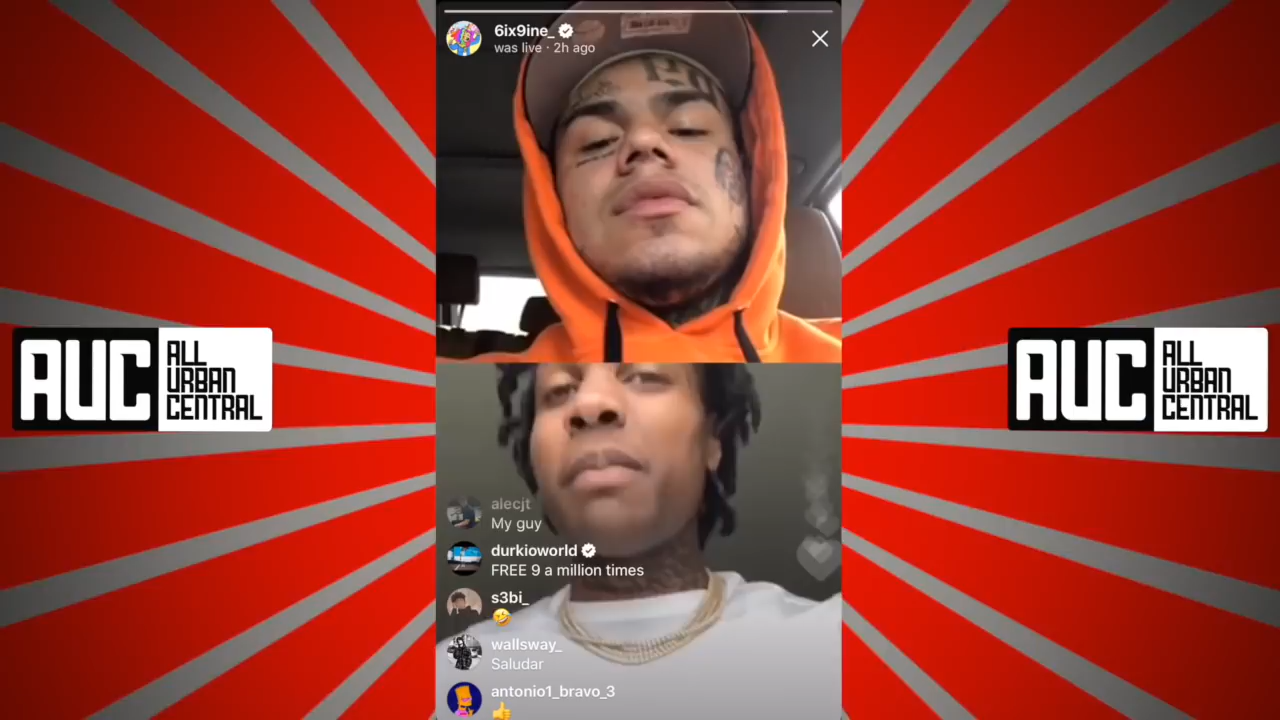 6ix9ine_
was live · 2h ago
AUC
ALL
URBAN
CENTRAL
AUC
ALL
URBAN
CENTRAL
alecjt
My guy
durkioworld
FREE 9 a million times
s3bi_
🤣
wallsway_
Saludar
antonio1_bravo_3
👍